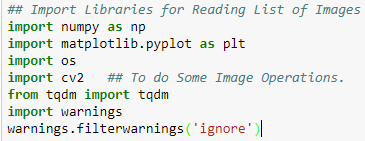 ## Import Libraries for Reading List of Images
import numpy as np
import matplotlib.pyplot as plt
import os
import cv2   ## To do Some Image Operations.
from tqdm import tqdm
import warnings
warnings.filterwarnings('ignore')